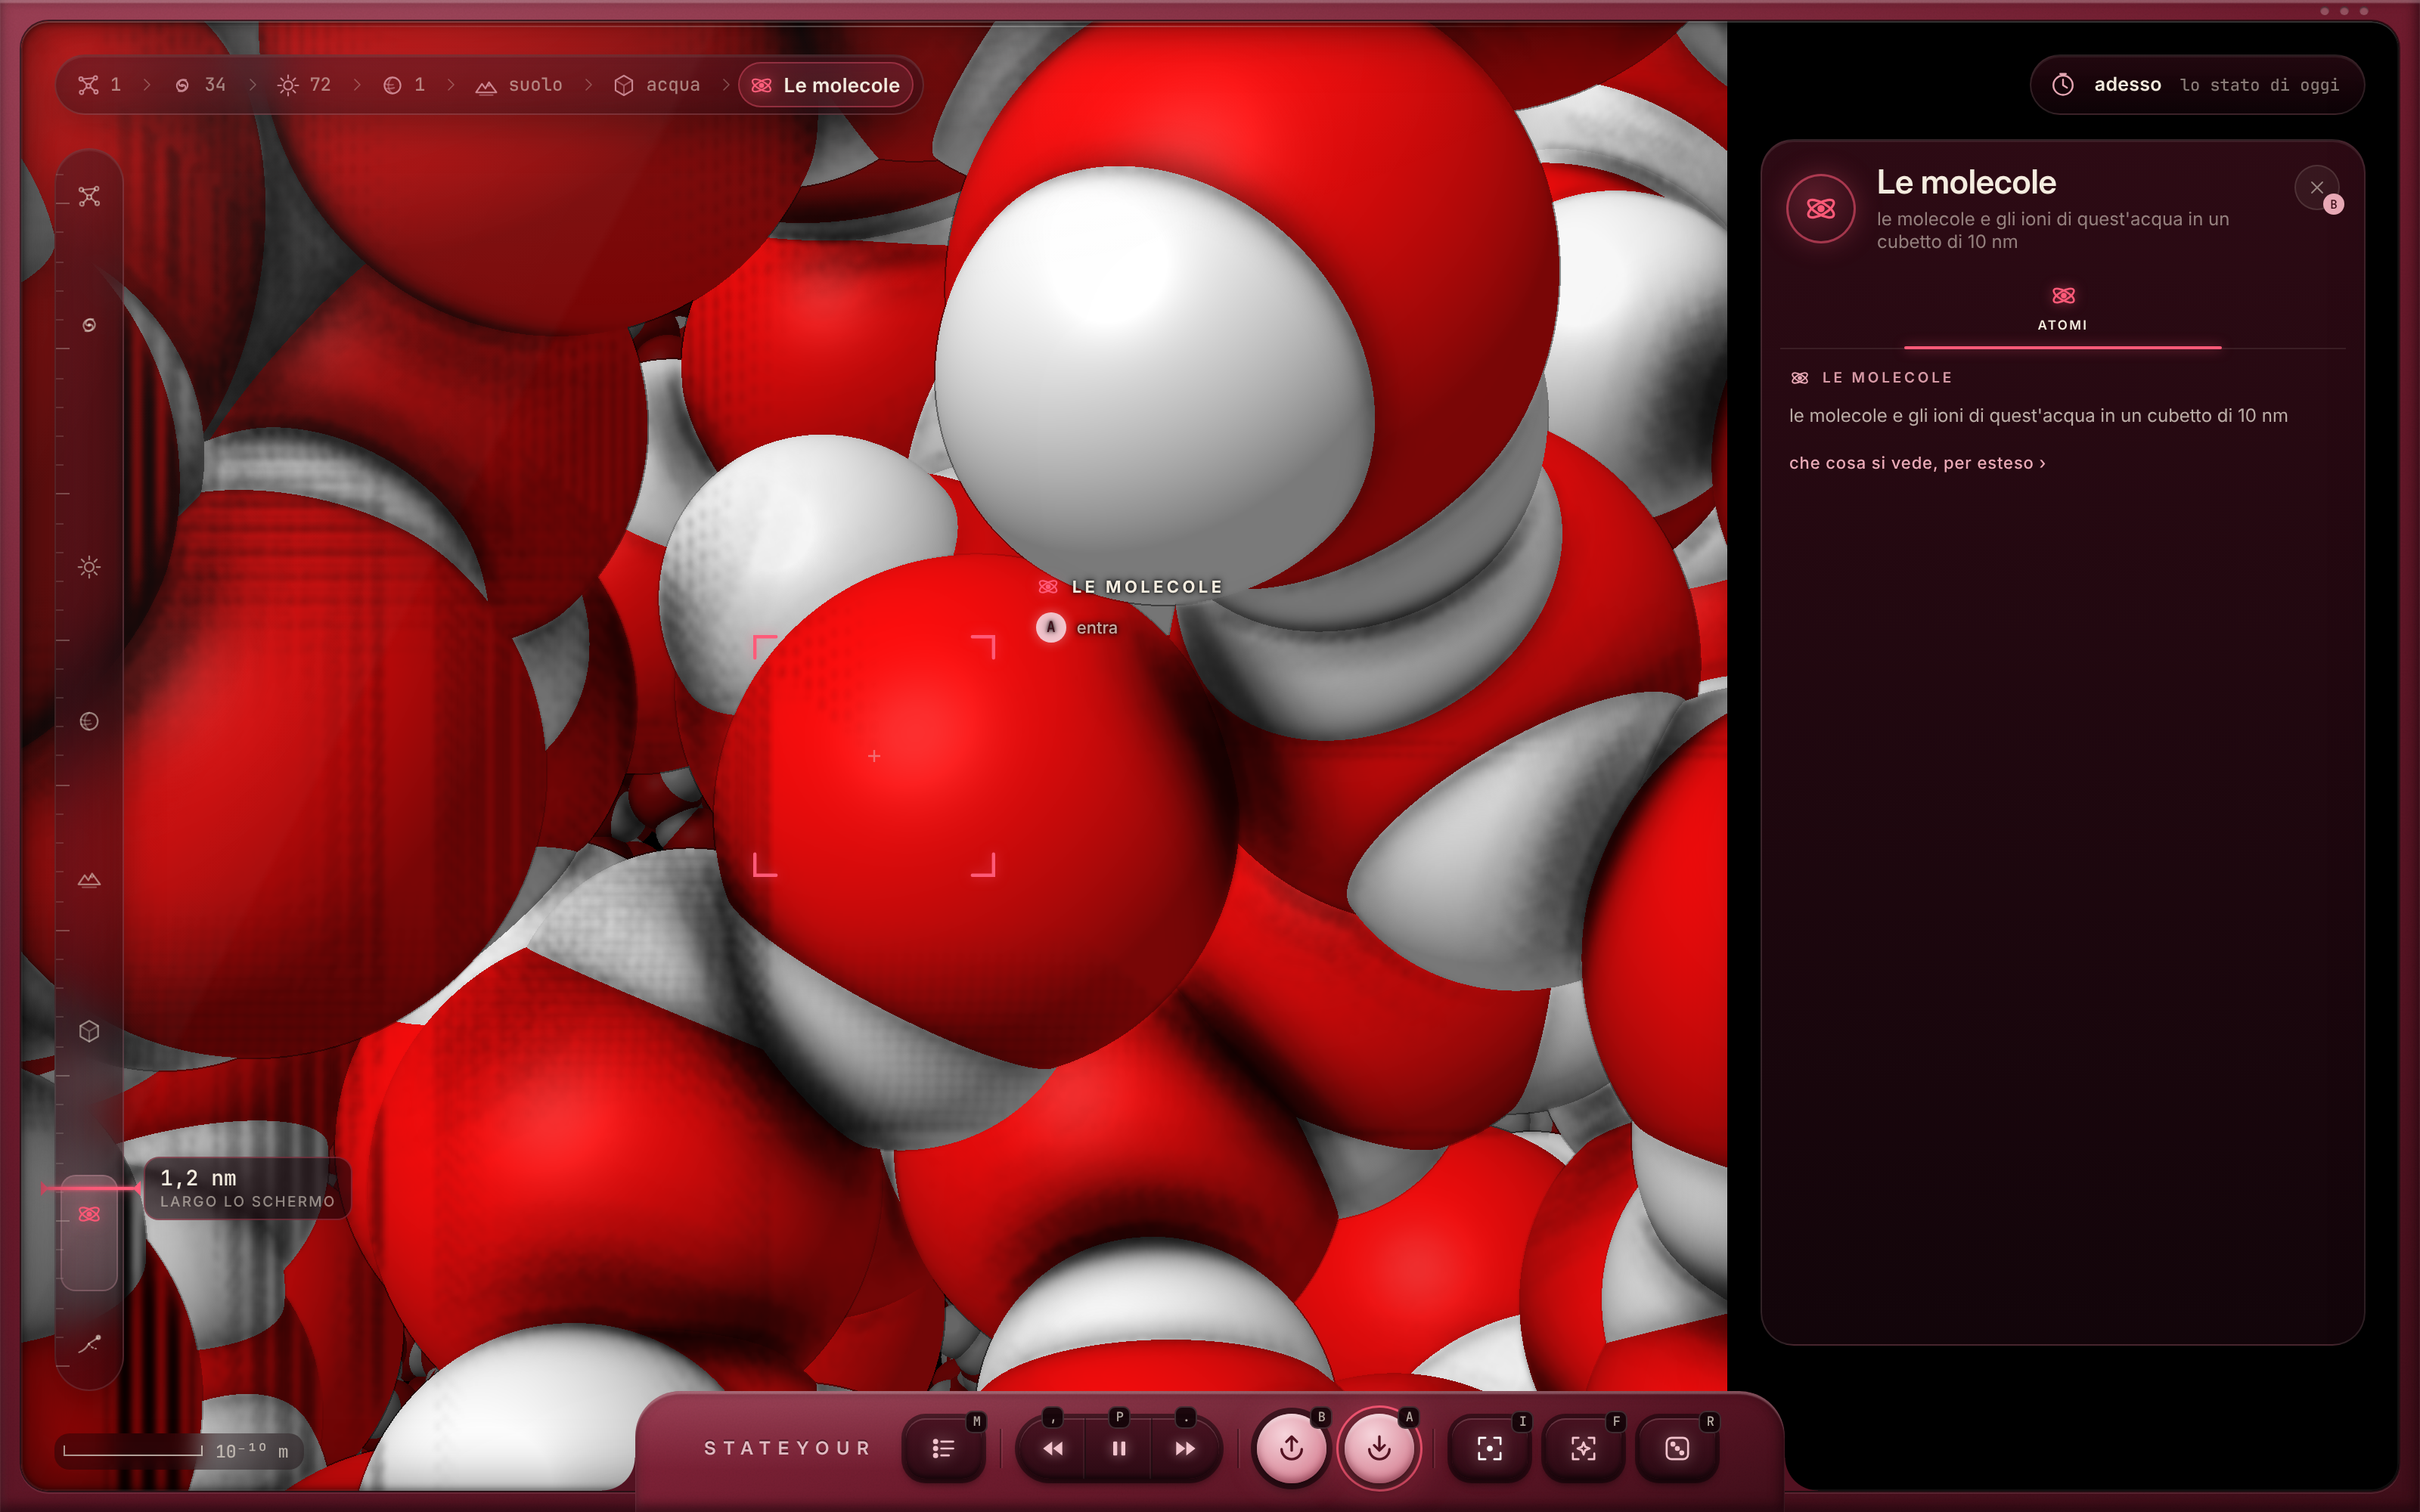 1 34 72 1 suolo acqua Le molecole
adesso lo stato di oggi
Le molecole
le molecole e gli ioni di quest'acqua in un
cubetto di 10 nm
B
ATOMI
LE MOLECOLE
le molecole e gli ioni di quest'acqua in un cubetto di 10 nm
che cosa si vede, per esteso ›
LE MOLECOLE
A entra
1,2 nm
LARGO LO SCHERMO
10⁻¹⁰ m
STATEYOUR
M , P . B A I F R